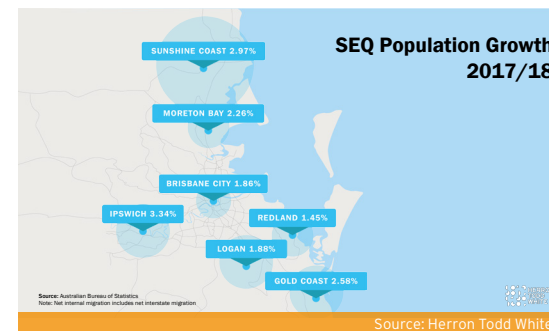 SEQ Population Growth
2017/18
SUNSHINE COAST 2.97%
MORETON BAY 2.26%
BRISBANE CITY 1.86%
IPSWICH 3.34%
REDLAND 1.45%
LOGAN 1.88%
GOLD COAST 2.58%
Source: Australian Bureau of Statistics
Note: Net internal migration includes net interstate migration
Source: Herron Todd White